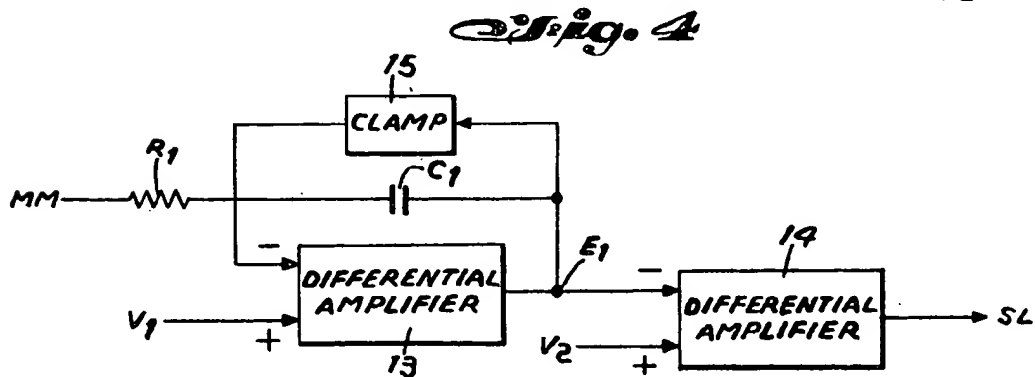 Fig. 4
15
CLAMP
R1
C1
MM
14
E1
−
DIFFERENTIAL
AMPLIFIER
V1
+
13
−
DIFFERENTIAL
AMPLIFIER
V2
+
SL